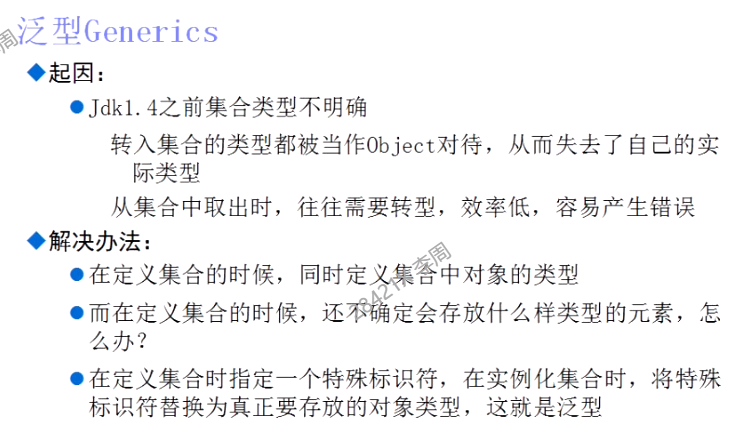 泛型Generics
起因：
Jdk1.4之前集合类型不明确
转入集合的类型都被当作Object对待，从而失去了自己的实
际类型
从集合中取出时，往往需要转型，效率低，容易产生错误
解决办法：
在定义集合的时候，同时定义集合中对象的类型
而在定义集合的时候，还不确定会存放什么样类型的元素，怎
么办？
在定义集合时指定一个特殊标识符，在实例化集合时，将特殊
标识符替换为真正要存放的对象类型，这就是泛型